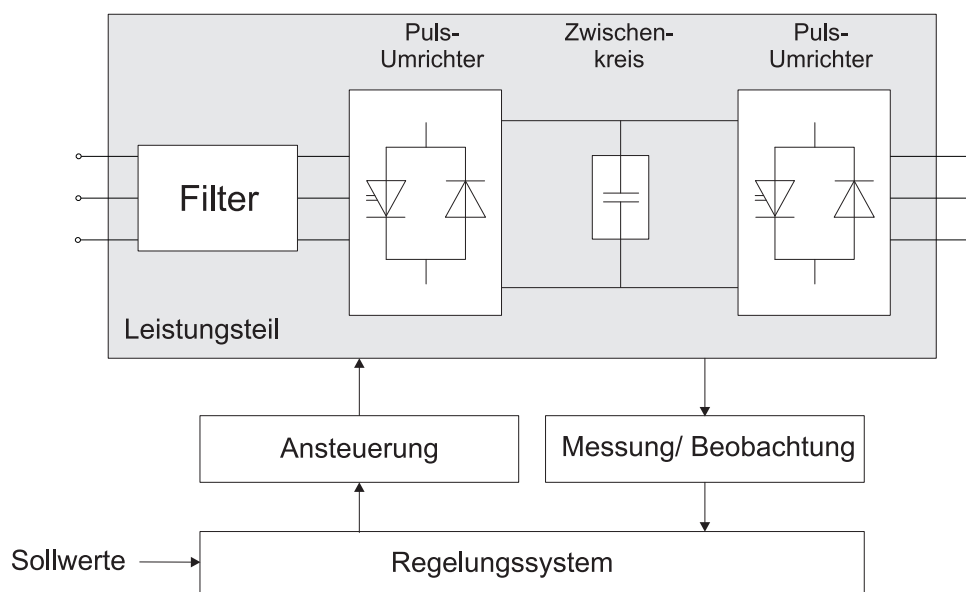 Puls-
Umrichter
Zwischen-
kreis
Puls-
Umrichter
Filter
Leistungsteil
Ansteuerung
Messung/ Beobachtung
Sollwerte
Regelungssystem